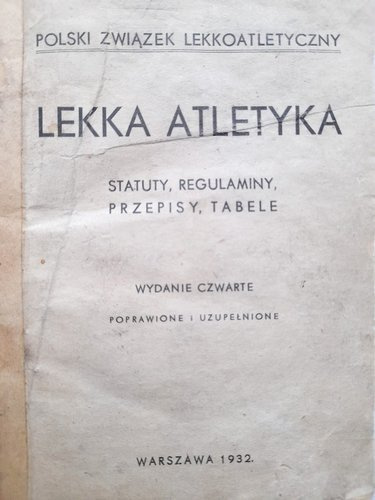 POLSKI ZWIĄZEK LEKKOATLETYCZNY
LEKKA ATLETYKA
STATUTY, REGULAMINY,
PRZEPISY, TABELE
WYDANIE CZWARTE
POPRAWIONE I UZUPEŁNIONE
WARSZAWA 1932.